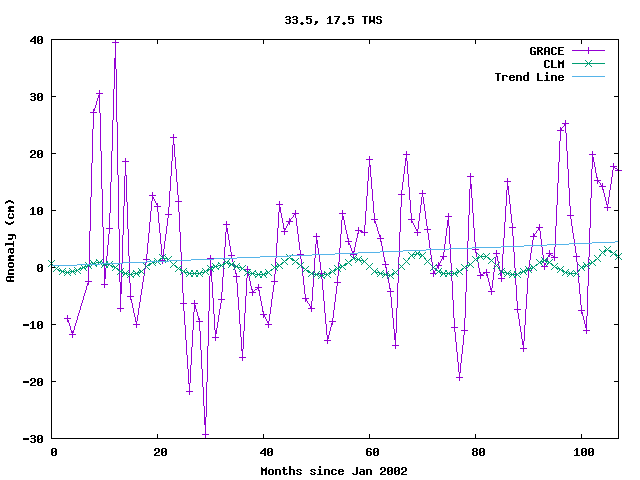 33.5, 17.5 TWS
GRACE
CLM
Trend Line
40
30
20
10
0
-10
-20
-30
Anomaly (cm)
0 20 40 60 80 100
Months since Jan 2002